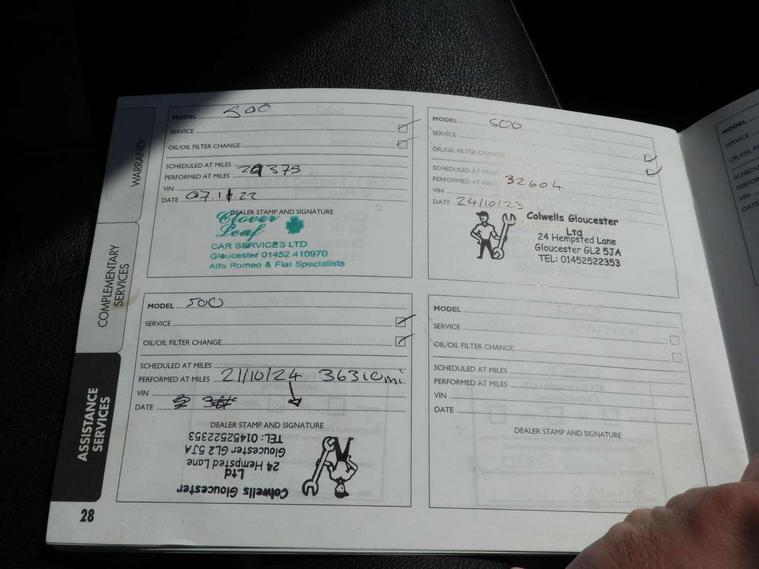 WARRANTY
COMPLEMENTARY
SERVICES
ASSISTANCE
SERVICES
28
MODEL 500
SERVICE
OIL/OIL FILTER CHANGE
SCHEDULED AT MILES
PERFORMED AT MILES 29375
VIN
DATE 07.11.22
DEALER STAMP AND SIGNATURE
Clover
Leaf
CAR SERVICES LTD
Gloucester 01452 410970
Alfa Romeo & Fiat Specialists
MODEL 500
SERVICE
OIL/OIL FILTER CHANGE
SCHEDULED AT MILES
PERFORMED AT MILES 32604
VIN
DATE 24/10/23
Colwells Gloucester
Ltd
24 Hempsted Lane
Gloucester GL2 5JA
TEL: 01452522353
MODEL 500
SERVICE
OIL/OIL FILTER CHANGE
SCHEDULED AT MILES
PERFORMED AT MILES 21/10/24 36310mi
VIN
DATE
DEALER STAMP AND SIGNATURE
Colwells Gloucester
Ltd
24 Hempsted Lane
Gloucester GL2 5JA
TEL: 01452522353
MODEL
SERVICE
OIL/OIL FILTER CHANGE
SCHEDULED AT MILES
PERFORMED AT MILES
VIN
DATE
DEALER STAMP AND SIGNATURE
MODEL
SERVICE